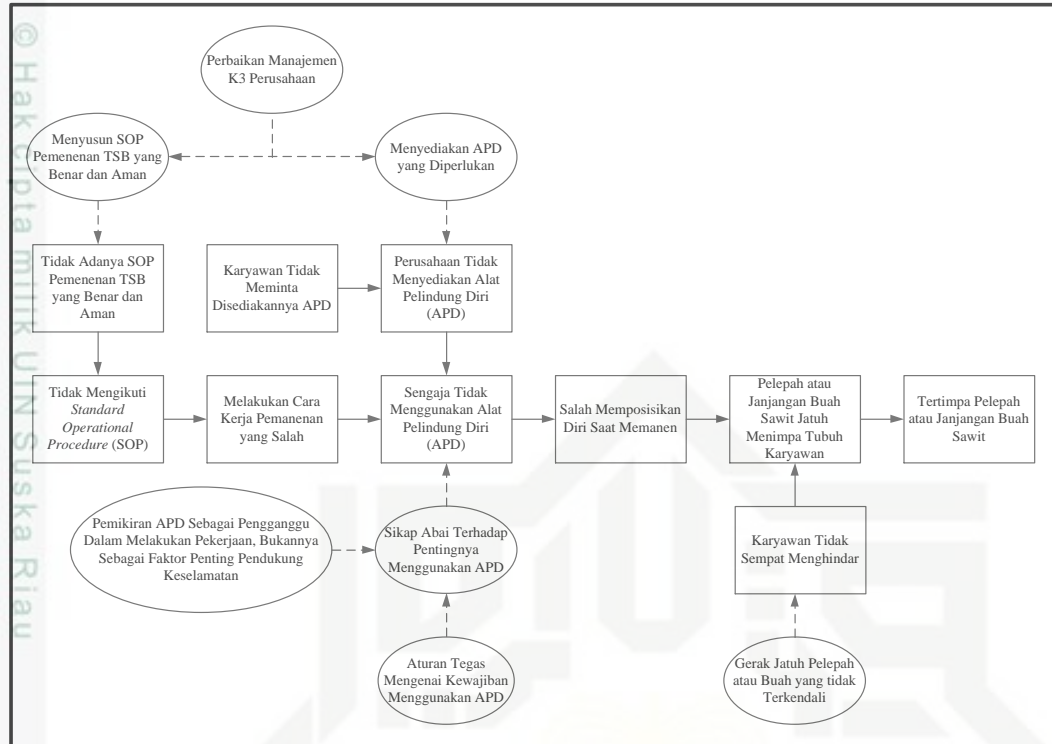 © Hak cipta milik UIN Suska Riau
Perbaikan Manajemen
K3 Perusahaan
Menyusun SOP
Pemenenan TSB yang
Benar dan Aman
Menyediakan APD
yang Diperlukan
Tidak Adanya SOP
Pemenenan TSB
yang Benar dan
Aman
Karyawan Tidak
Meminta
Disediakannya APD
Perusahaan Tidak
Menyediakan Alat
Pelindung Diri
(APD)
Tidak Mengikuti
Standard
Operational
Procedure (SOP)
Melakukan Cara
Kerja Pemanenan
yang Salah
Sengaja Tidak
Menggunakan Alat
Pelindung Diri
(APD)
Salah Memposisikan
Diri Saat Memanen
Pelepah atau
Janjangan Buah
Sawit Jatuh
Menimpa Tubuh
Karyawan
Tertimpa Pelepah
atau Janjangan Buah
Sawit
Pemikiran APD Sebagai Pengganggu
Dalam Melakukan Pekerjaan, Bukannya
Sebagai Faktor Penting Pendukung
Keselamatan
Sikap Abai Terhadap
Pentingnya
Menggunakan APD
Karyawan Tidak
Sempat Menghindar
Aturan Tegas
Mengenai Kewajiban
Menggunakan APD
Gerak Jatuh Pelepah
atau Buah yang tidak
Terkendali